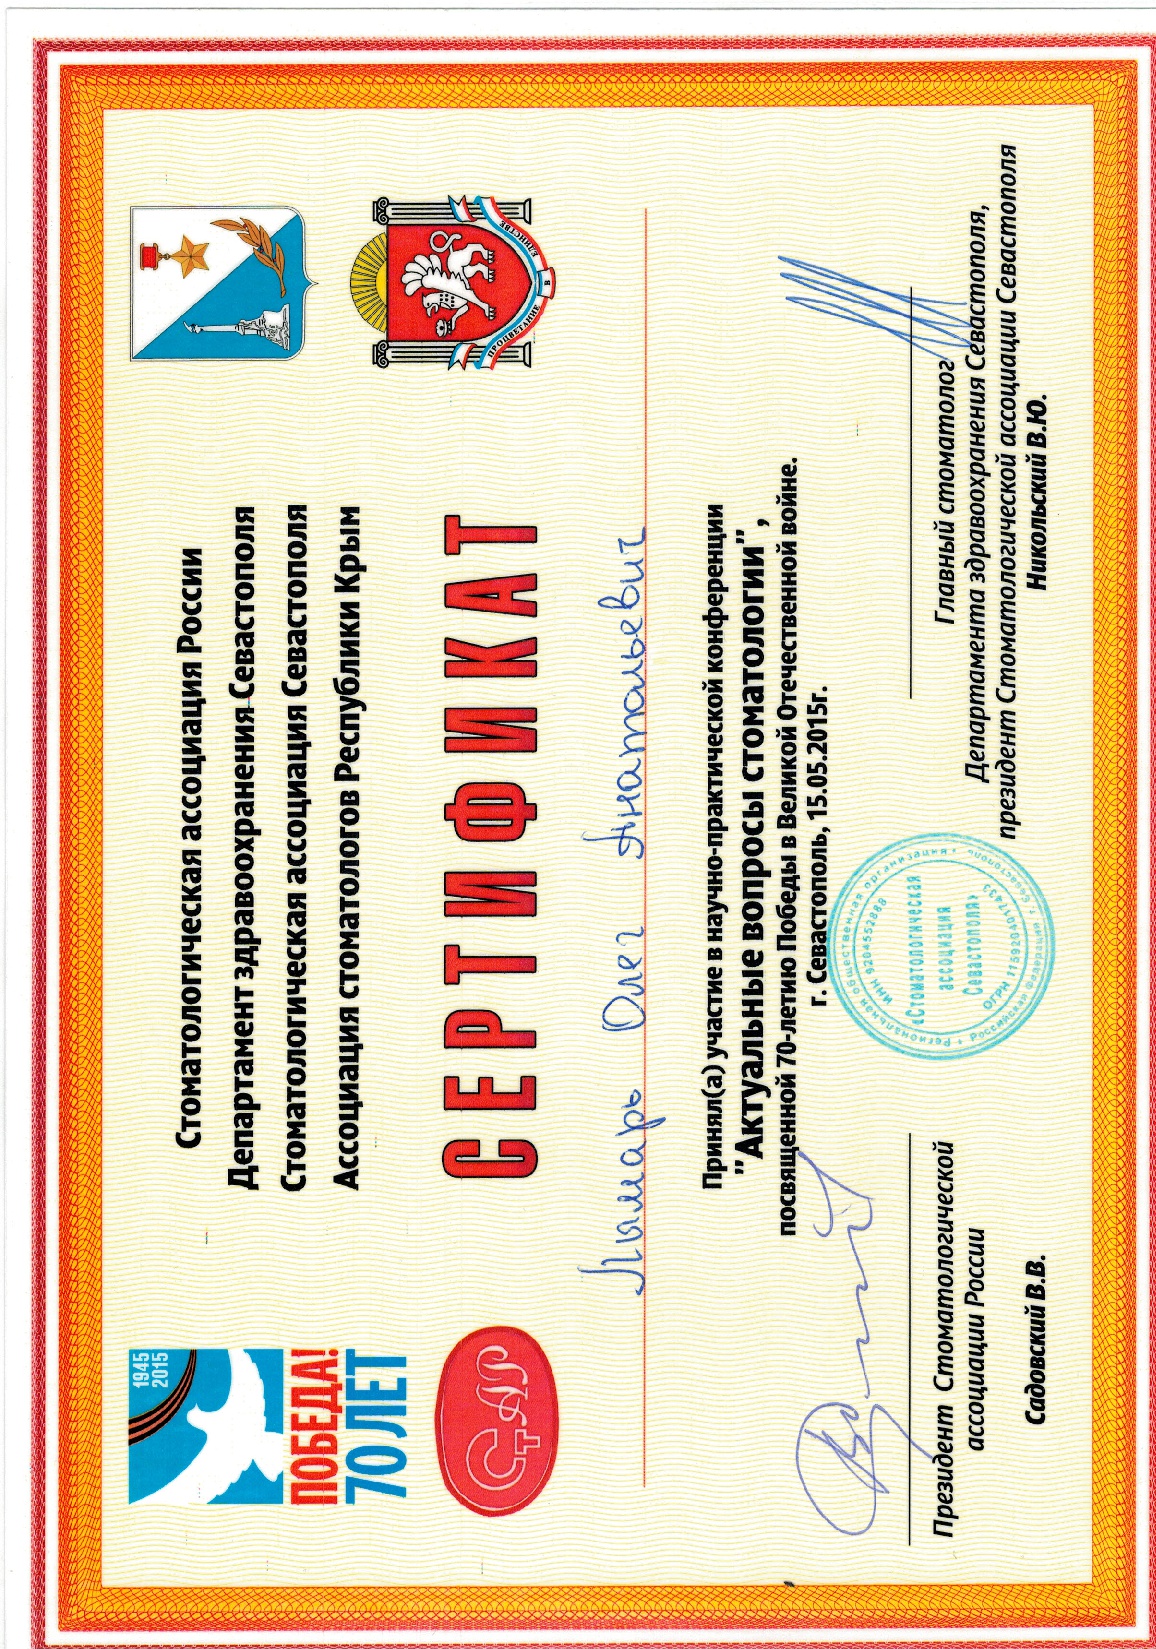 1945
2015
ПОБЕДА!
70 ЛЕТ
СтАР
Стоматологическая ассоциация России
Департамент здравоохранения Севастополя
Стоматологическая ассоциация Севастополя
Ассоциация стоматологов Республики Крым
ПРОЦВЕТАНИЕ В ЕДИНСТВЕ
СЕРТИФИКАТ
Лымарь Олег Анатольевич
Принял(а) участие в научно-практической конференции
"Актуальные вопросы стоматологии",
посвященной 70-летию Победы в Великой Отечественной войне.
г. Севастополь, 15.05.2015г.
Президент Стоматологической
ассоциации России
Садовский В.В.
Региональная общественная организация
Российская Федерация г. Севастополь
ИНН 9204552888
«Стоматологическая
ассоциация
Севастополя»
ОГРН 1159204017433
Главный стоматолог
Департамента здравоохранения Севастополя,
президент Стоматологической ассоциации Севастополя
Никольский В.Ю.